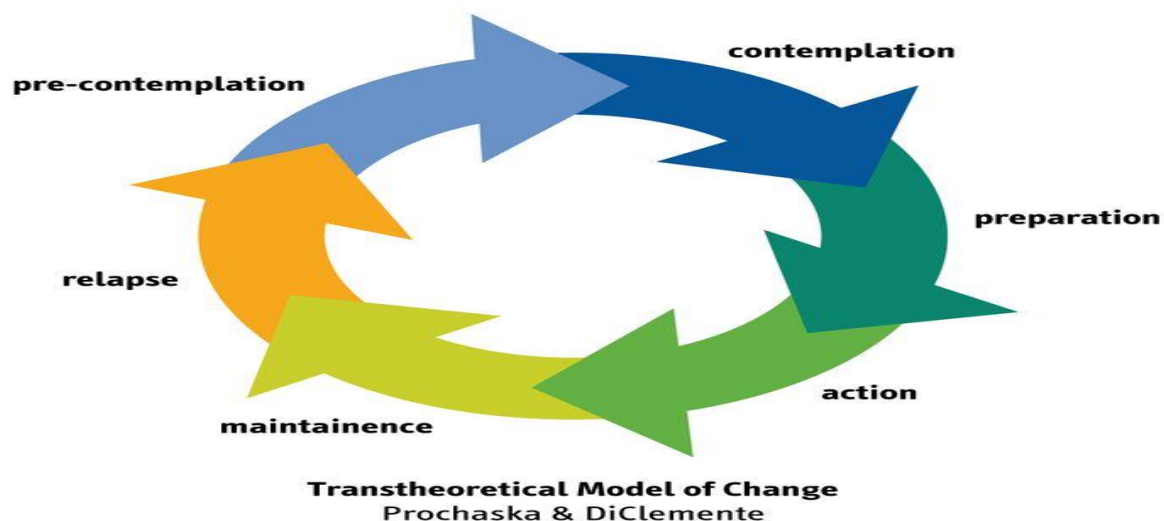 contemplation
pre-contemplation
preparation
relapse
action
maintainence
Transtheoretical Model of Change
Prochaska & DiClemente